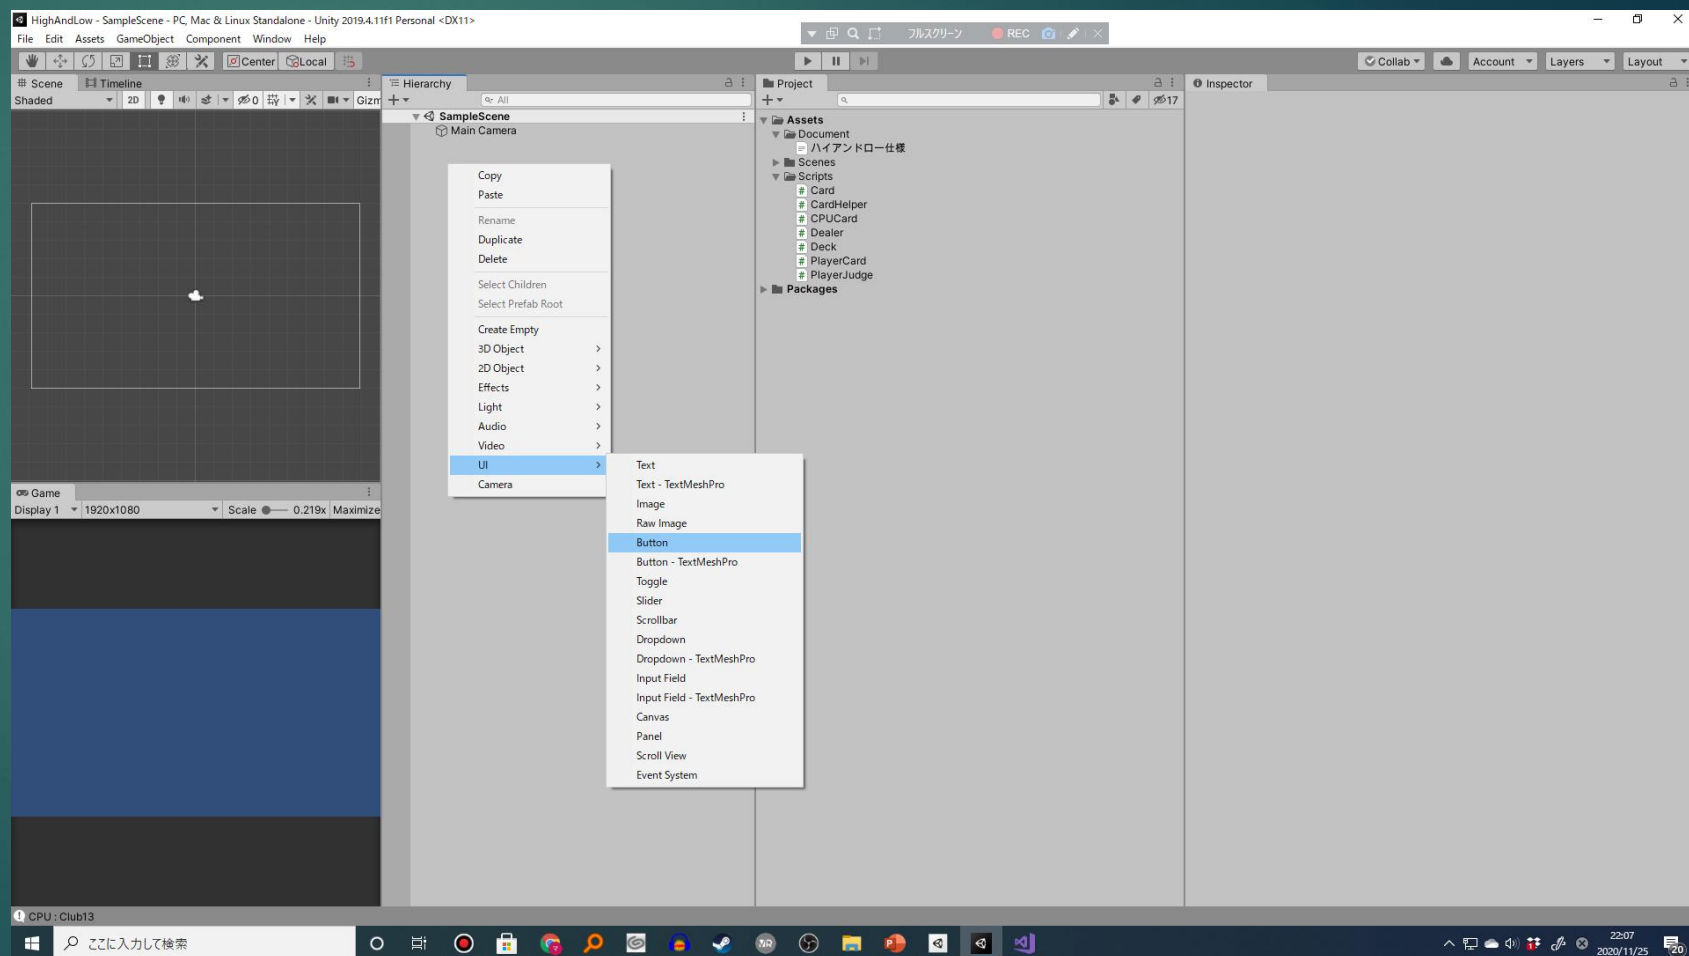 HighAndLow - SampleScene - PC, Mac & Linux Standalone - Unity 2019.4.11f1 Personal <DX11>
フルスクリーン REC
File Edit Assets GameObject Component Window Help
Center Local
Collab Account Layers Layout
Scene Timeline
Shaded 2D 0 Gizm
Hierarchy
All
SampleScene
Main Camera
Copy
Paste
Rename
Duplicate
Delete
Select Children
Select Prefab Root
Create Empty
3D Object
2D Object
Effects
Light
Audio
Video
UI
Camera
Text
Text - TextMeshPro
Image
Raw Image
Button
Button - TextMeshPro
Toggle
Slider
Scrollbar
Dropdown
Dropdown - TextMeshPro
Input Field
Input Field - TextMeshPro
Canvas
Panel
Scroll View
Event System
Project
17
Assets
Document
ハイアンドロー仕様
Scenes
Scripts
Card
CardHelper
CPUCard
Dealer
Deck
PlayerCard
PlayerJudge
Packages
Inspector
Game
Display 1 1920x1080 Scale 0.219x Maximize
CPU : Club13
ここに入力して検索
22:07
2020/11/25
20